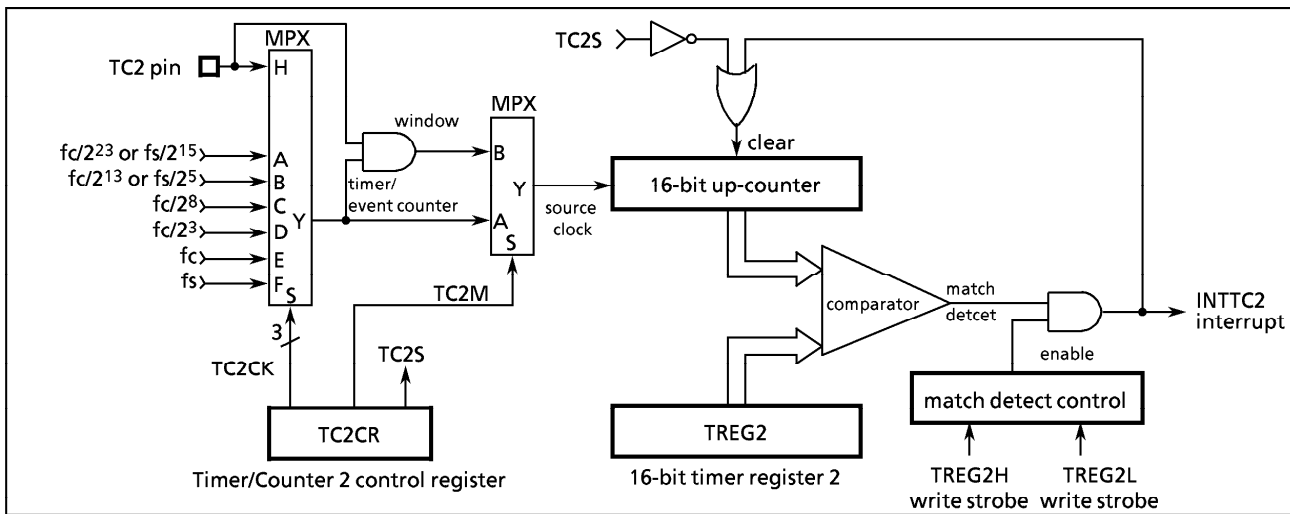 MPX
TC2 pin
H
fc/2²³ or fs/2¹⁵
A
fc/2¹³ or fs/2⁵
B
fc/2⁸
C
Y
fc/2³
D
fc
E
fs
F
S
3
TC2CK
window
timer/
event counter
MPX
B
Y
A
S
TC2M
TC2S
source
clock
TC2S
clear
16-bit up-counter
comparator
match
detcet
enable
INTTC2
interrupt
match detect control
TREG2H
write strobe
TREG2L
write strobe
TC2CR
Timer/Counter 2 control register
TREG2
16-bit timer register 2